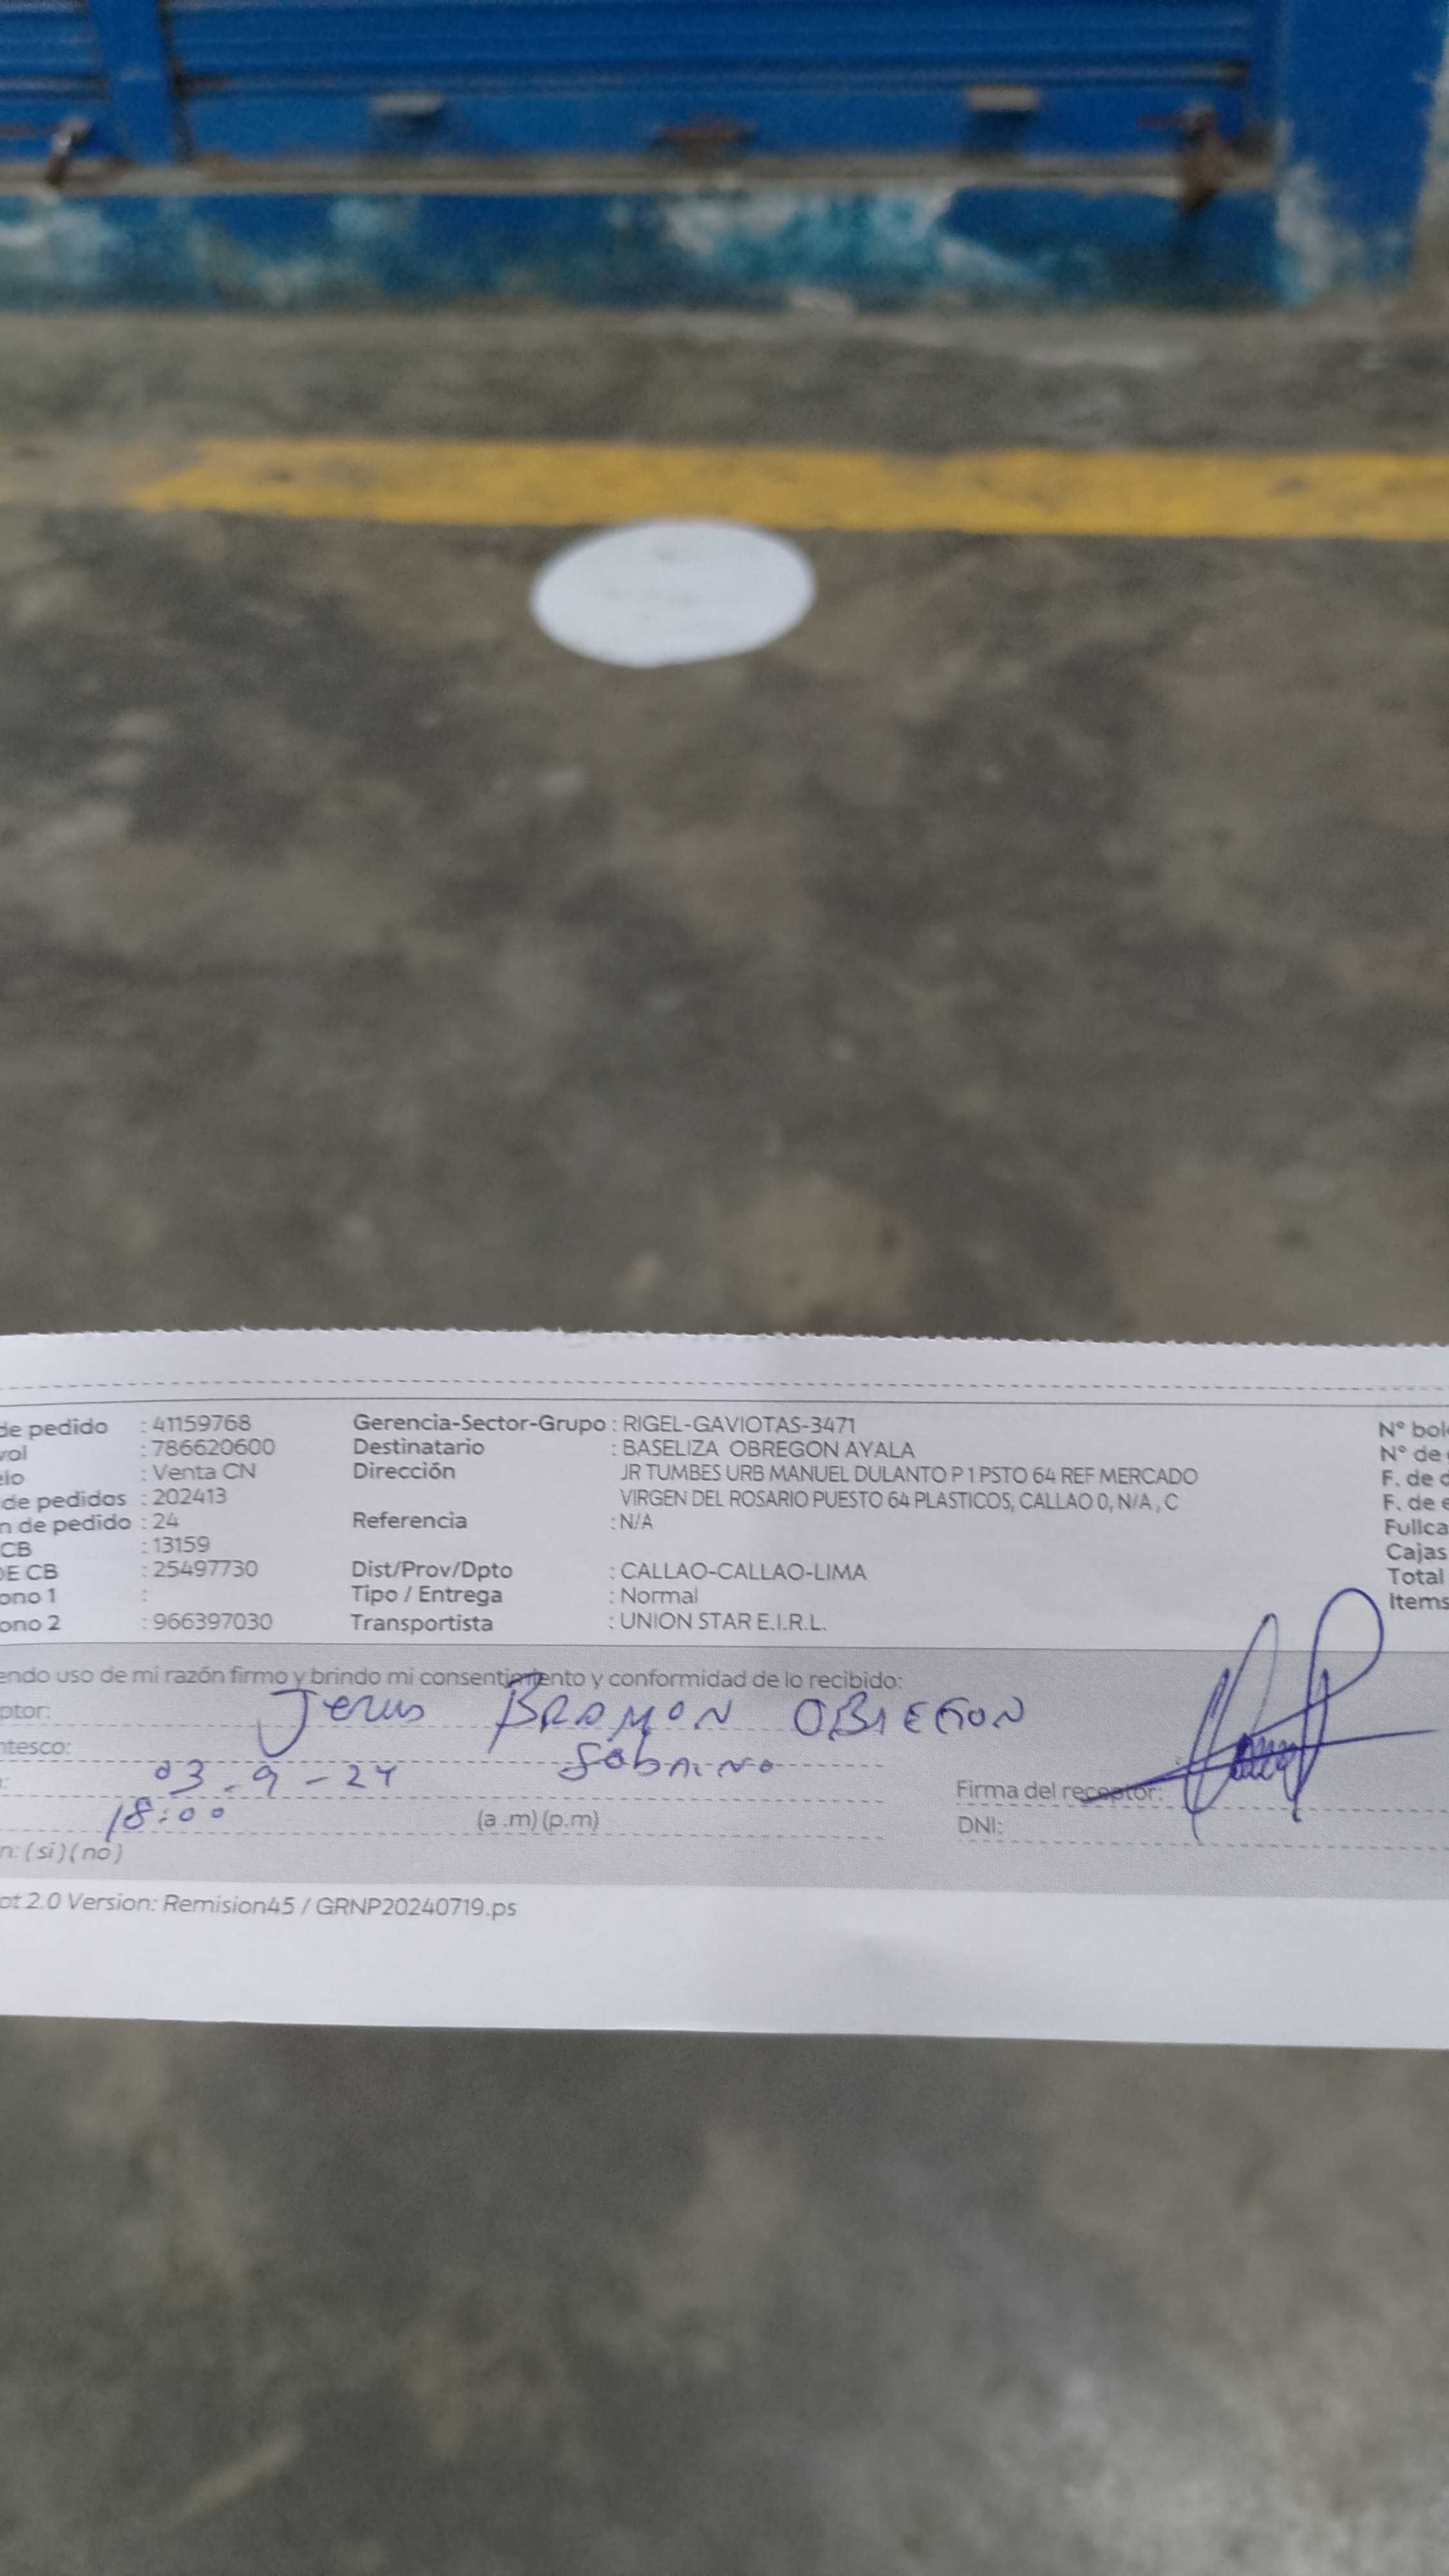 de pedido : 41159768 Gerencia-Sector-Grupo : RIGEL-GAVIOTAS-3471 N° bol
rol : 786620600 Destinatario : BASELIZA OBREGON AYALA N° de
elo : Venta CN Dirección JR TUMBES URB MANUEL DULANTO P 1 PSTO 64 REF MERCADO F. de
de pedidos : 202413 VIRGEN DEL ROSARIO PUESTO 64 PLASTICOS, CALLAO 0, N/A , C F. de e
n de pedido : 24 Referencia : N/A Fullca
CB : 13159 Cajas
DE CB : 25497730 Dist/Prov/Dpto : CALLAO-CALLAO-LIMA Total
ono 1 : Tipo / Entrega : Normal Items
ono 2 : 966397030 Transportista : UNION STAR E.I.R.L.
endo uso de mi razón firmo y brindo mi consentimiento y conformidad de lo recibido:
ptor: Jesus BRAMON OBREGON
ntesco: Sobrino
03-9-24 Firma del receptor:
18:00 (a .m) (p.m) DNI:
n: ( si ) ( no )
pt 2.0 Version: Remision45 / GRNP20240719.ps